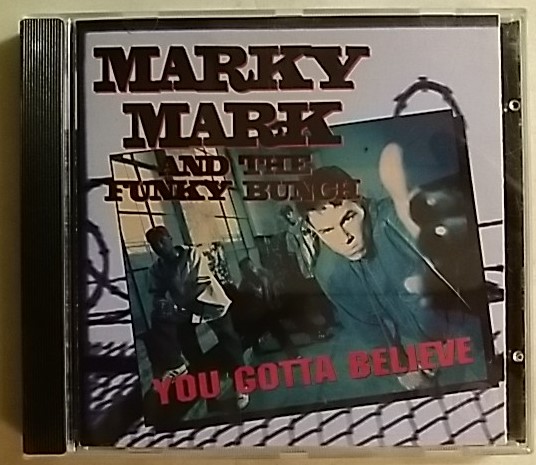 MARKY
MARK
AND THE
FUNKY BUNCH
YOU GOTTA BELIEVE